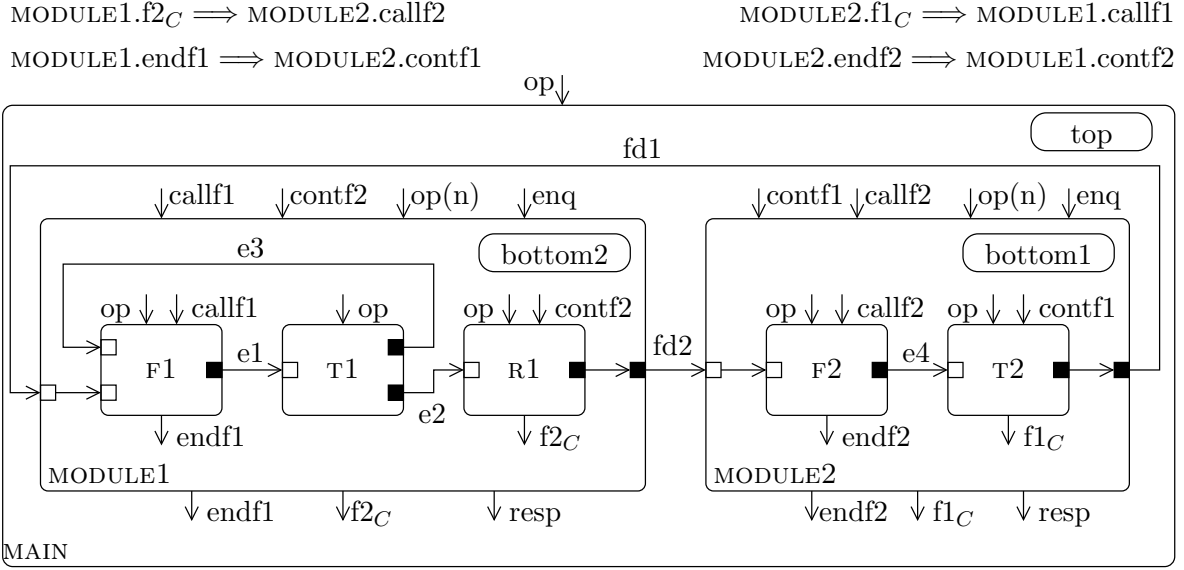 MODULE1.f2C ⟹ MODULE2.callf2 MODULE2.f1C ⟹ MODULE1.callf1
MODULE1.endf1 ⟹ MODULE2.contf1 MODULE2.endf2 ⟹ MODULE1.contf2
op
top
fd1
callf1 contf2 op(n) enq contf1 callf2 op(n) enq
e3 bottom2 bottom1
op callf1 op op contf2 op callf2 op contf1
F1 e1 T1 R1 fd2 F2 e4 T2
e2
endf1 f2C endf2 f1C
MODULE1 MODULE2
endf1 f2C resp endf2 f1C resp
MAIN